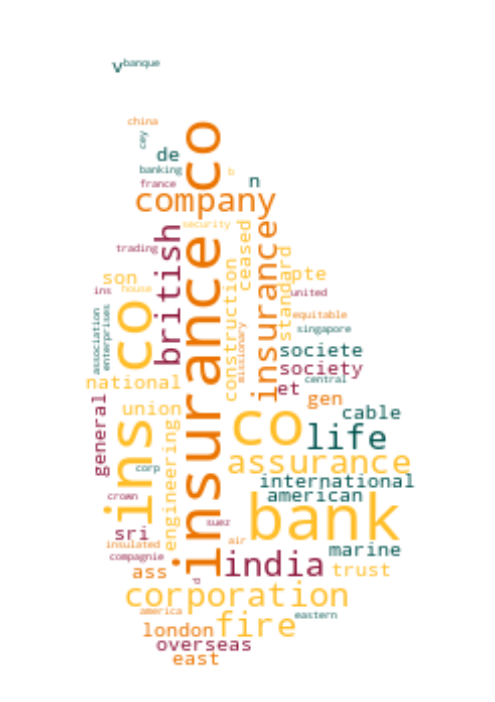 v banque
china
cey
co
de
banking
france
b
n
company
security
british
insurance co
ceased
insurance
trading
son
house
pte
construction
standard
ins
united
co
equitable
association
enterprises
missionary
singapore
societe
society
national
et
central
gen
general
union
co
cable
life
ins
engineering
corp
assurance
international
american
crown
bank
suez
sri
air
insulated
marine
compagnie
india
ass
trust
d
corporation
america
eastern
london
fire
overseas
east